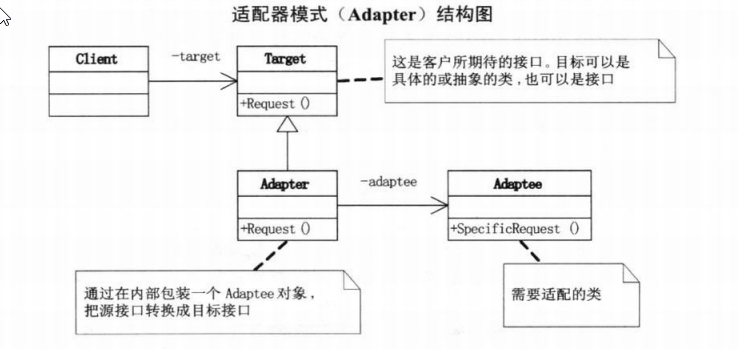 适配器模式（Adapter）结构图
Client
-target
Target
+Request()
这是客户所期待的接口。目标可以是
具体的或抽象的类,也可以是接口
Adapter
+Request()
-adaptee
Adaptee
+SpecificRequest ()
通过在内部包装一个 Adaptee 对象,
把源接口转换成目标接口
需要适配的类